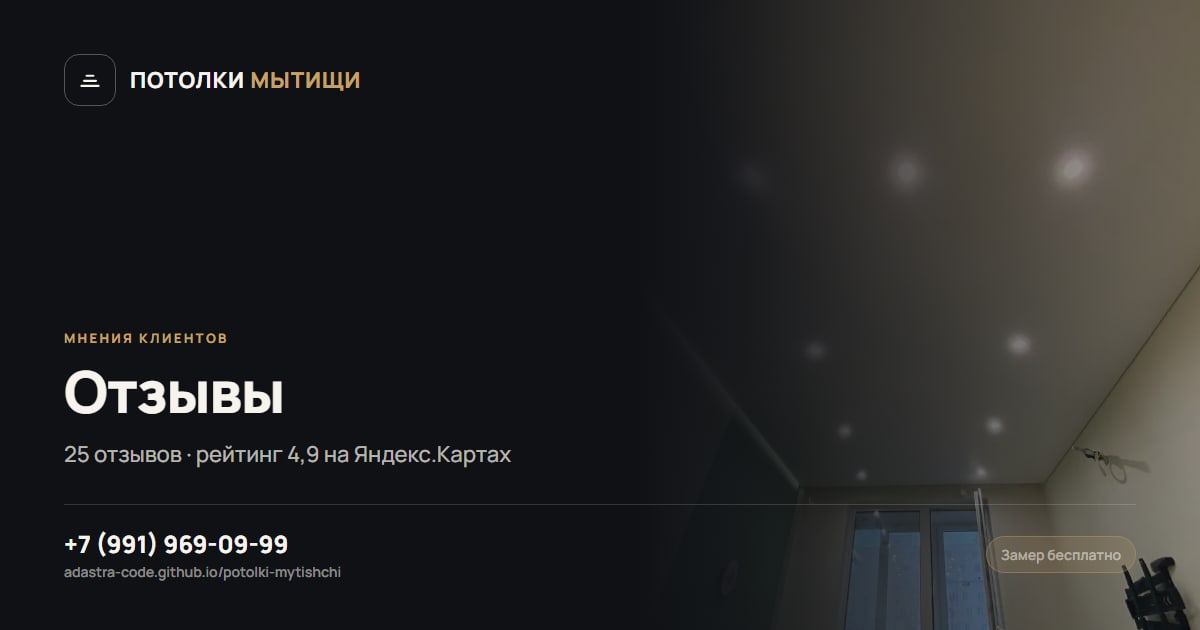 ПОТОЛКИ МЫТИЩИ
МНЕНИЯ КЛИЕНТОВ
Отзывы
25 отзывов · рейтинг 4,9 на Яндекс.Картах
+7 (991) 969-09-99
adastra-code.github.io/potolki-mytishchi
Замер бесплатно